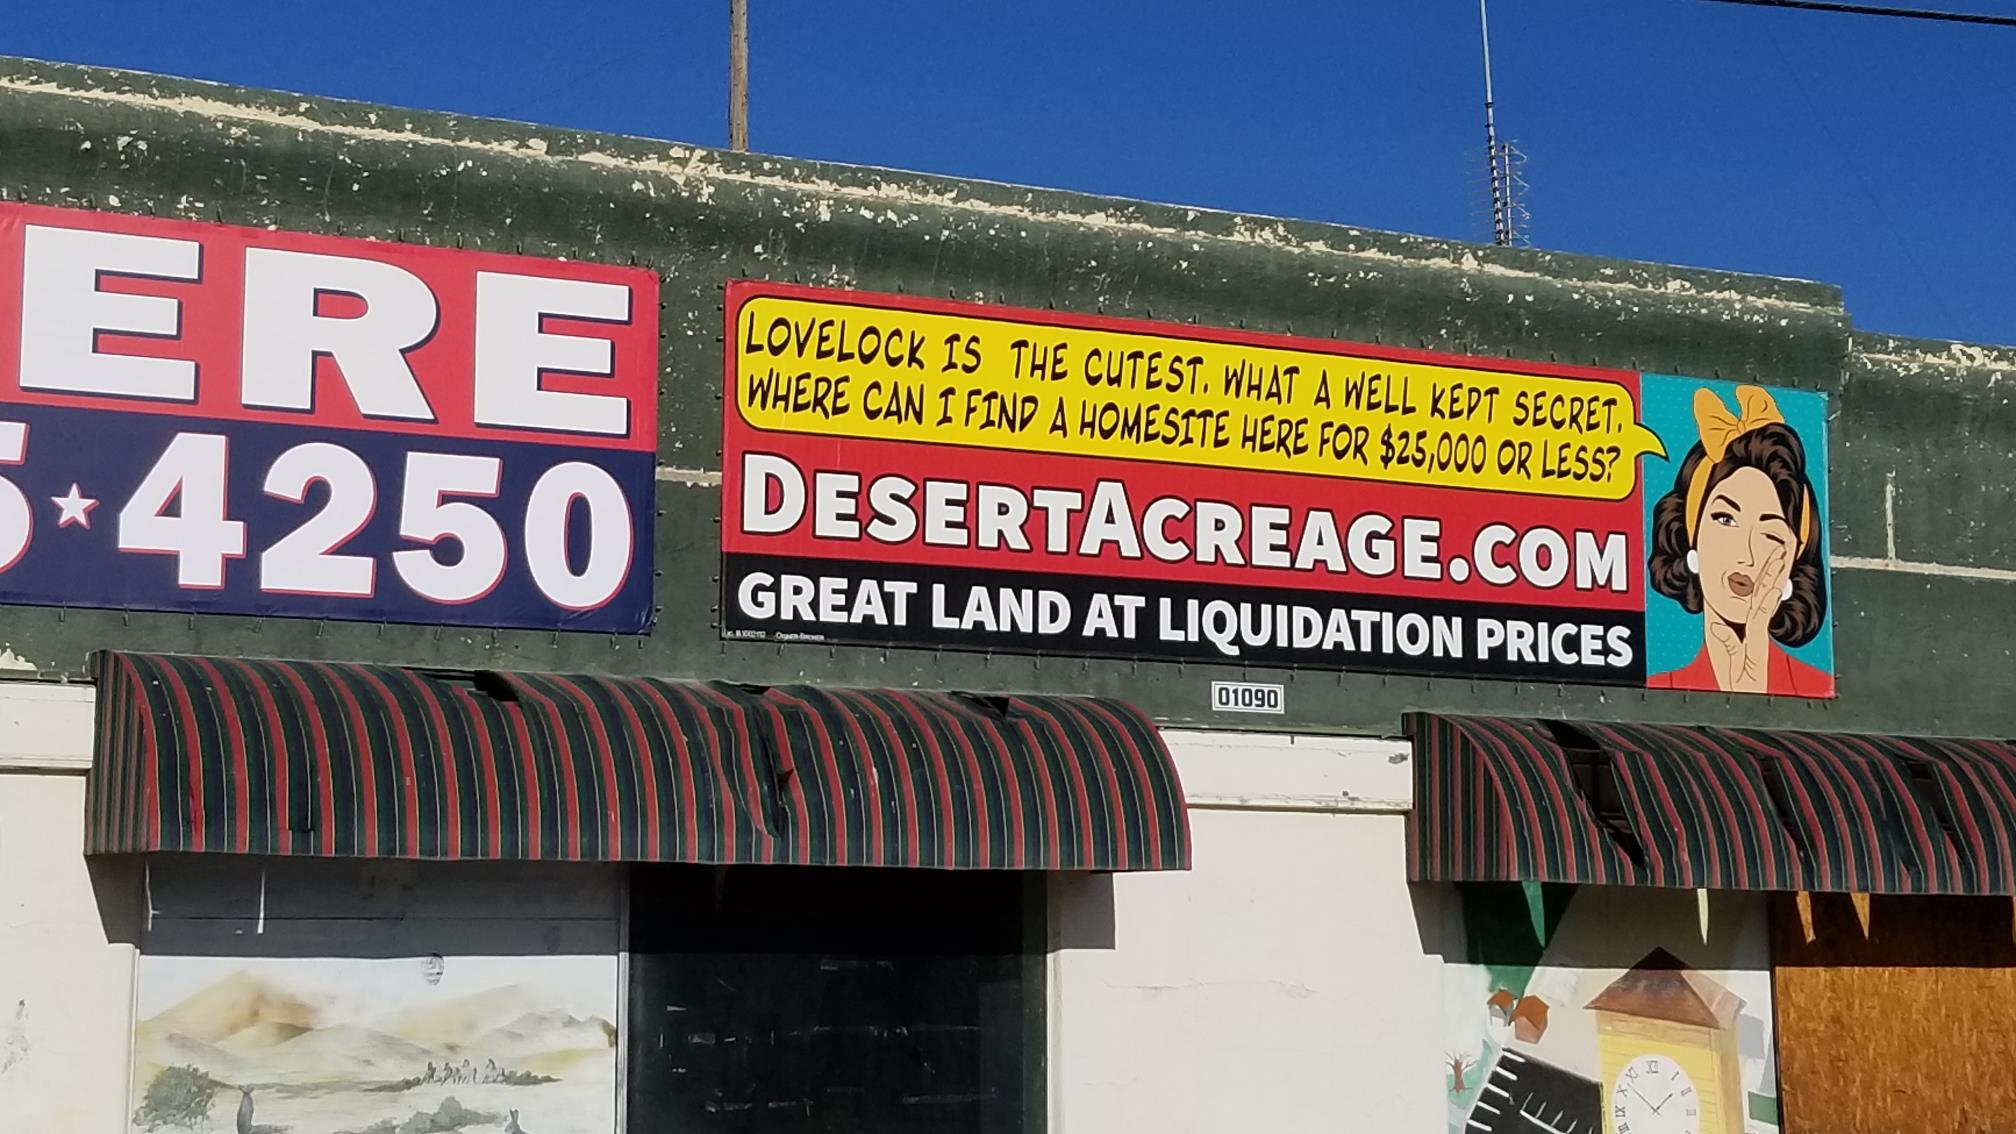 ERE
5★4250
LOVELOCK IS THE CUTEST. WHAT A WELL KEPT SECRET.
WHERE CAN I FIND A HOMESITE HERE FOR $25,000 OR LESS?
DESERTACREAGE.COM
GREAT LAND AT LIQUIDATION PRICES
01090